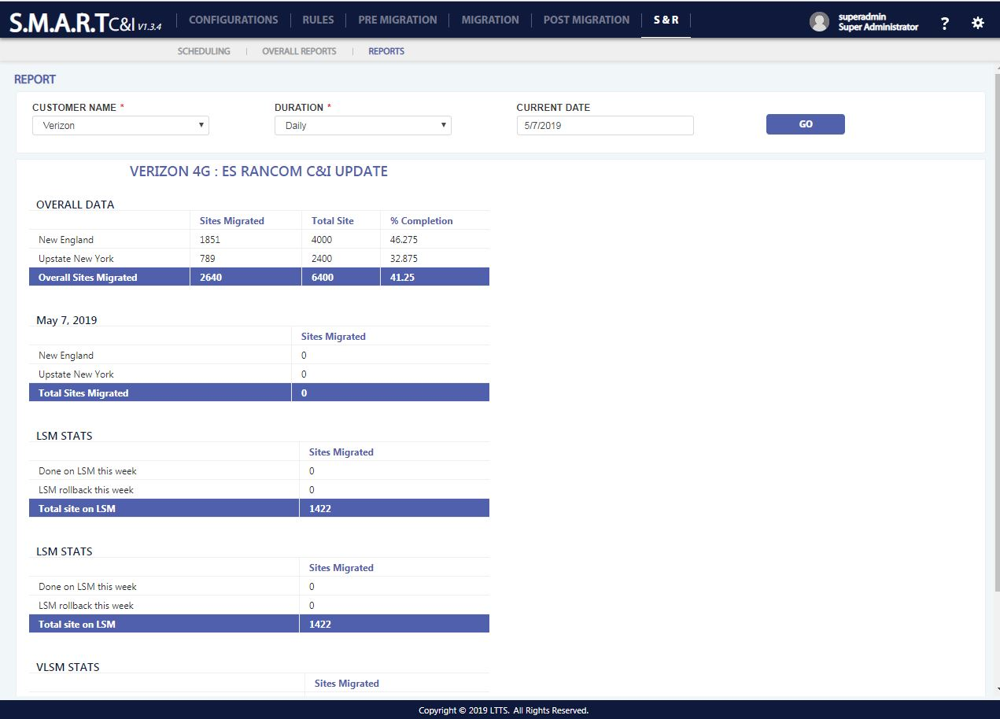 S.M.A.R.T C&I V1.3.4 CONFIGURATIONS RULES PRE MIGRATION MIGRATION POST MIGRATION S & R superadmin Super Administrator ?
SCHEDULING OVERALL REPORTS REPORTS
REPORT
CUSTOMER NAME * DURATION * CURRENT DATE
Verizon Daily 5/7/2019 GO
VERIZON 4G : ES RANCOM C&I UPDATE
OVERALL DATA
Sites Migrated Total Site % Completion
New England 1851 4000 46.275
Upstate New York 789 2400 32.875
Overall Sites Migrated 2640 6400 41.25
May 7, 2019
Sites Migrated
New England 0
Upstate New York 0
Total Sites Migrated 0
LSM STATS
Sites Migrated
Done on LSM this week 0
LSM rollback this week 0
Total site on LSM 1422
LSM STATS
Sites Migrated
Done on LSM this week 0
LSM rollback this week 0
Total site on LSM 1422
VLSM STATS
Sites Migrated
Copyright © 2019 LTTS. All Rights Reserved.